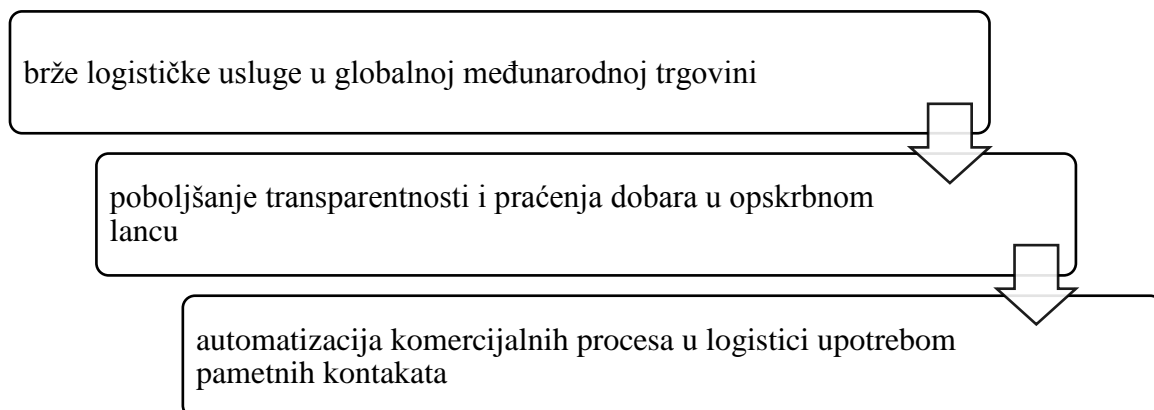 brže logističke usluge u globalnoj međunarodnoj trgovini
poboljšanje transparentnosti i praćenja dobara u opskrbnom
lancu
automatizacija komercijalnih procesa u logistici upotrebom
pametnih kontakata